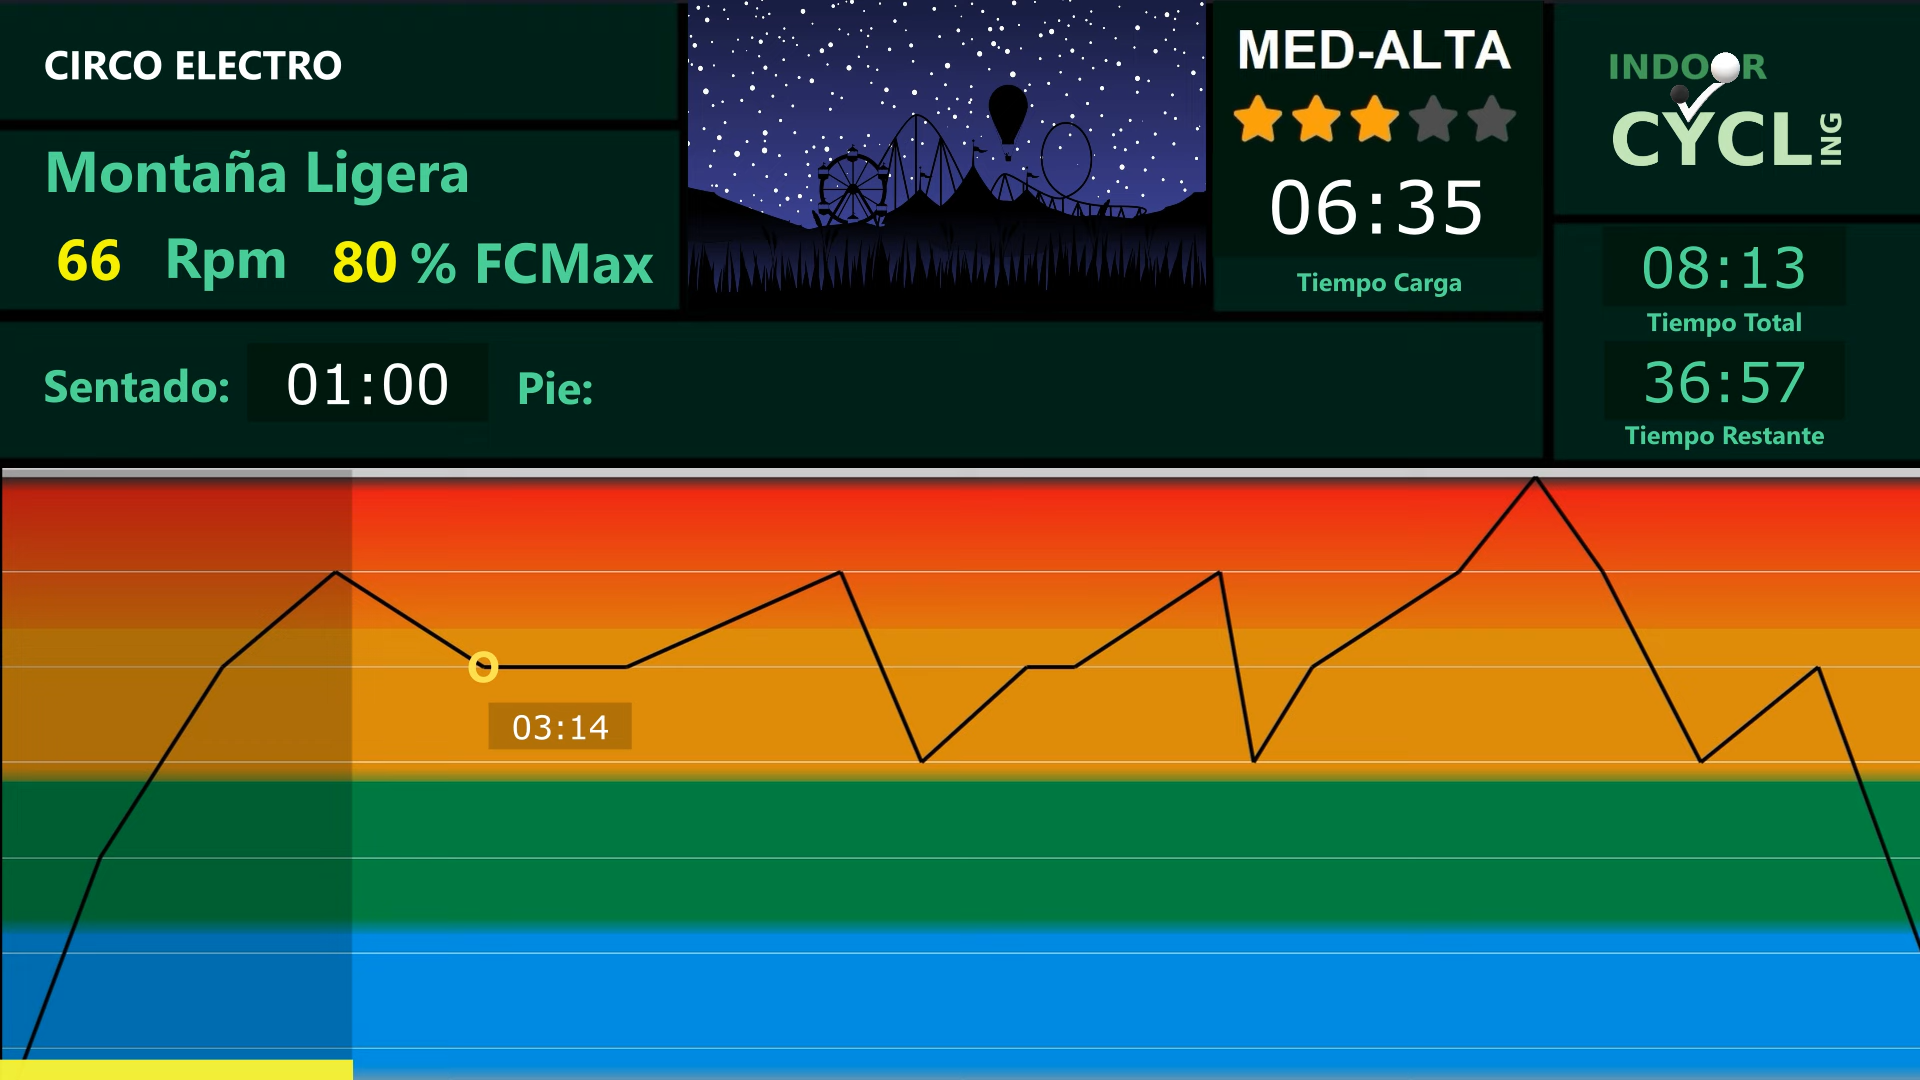 CIRCO ELECTRO
Montaña Ligera
66 Rpm 80 % FCMax
MED-ALTA
06:35
Tiempo Carga
INDOOR
CYCLING
08:13
Tiempo Total
36:57
Tiempo Restante
Sentado: 01:00 Pie:
03:14